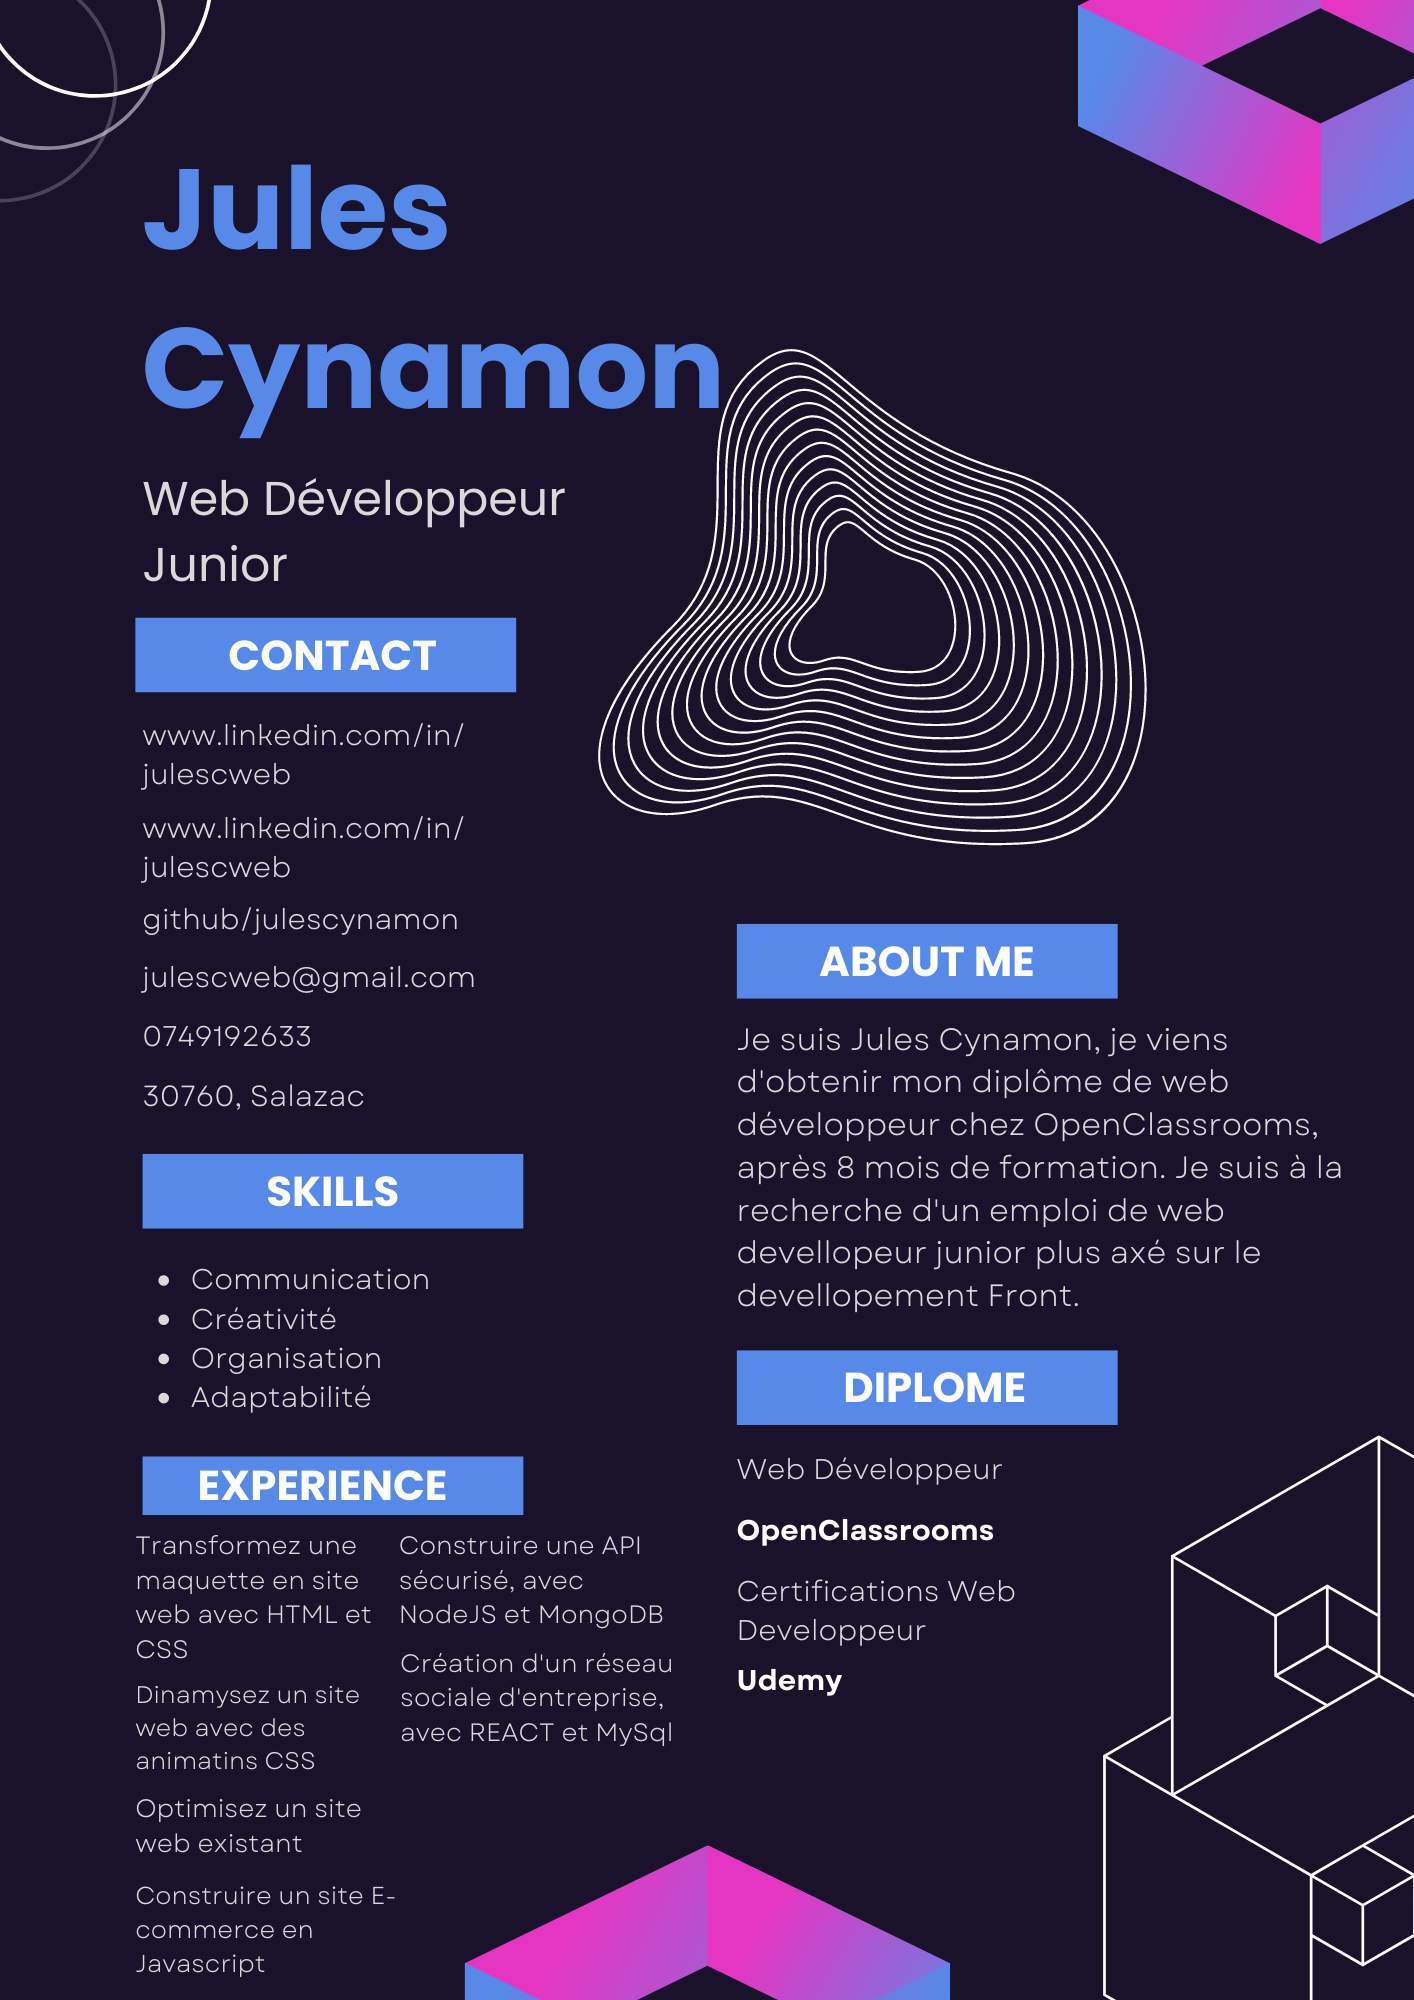 Jules
Cynamon
Web Développeur
Junior
CONTACT
www.linkedin.com/in/
julescweb
www.linkedin.com/in/
julescweb
github/julescynamon
julescweb@gmail.com
0749192633
30760, Salazac
SKILLS
Communication
Créativité
Organisation
Adaptabilité
EXPERIENCE
Transformez une
maquette en site
web avec HTML et
CSS
Dinamysez un site
web avec des
animatins CSS
Optimisez un site
web existant
Construire un site E-
commerce en
Javascript
Construire une API
sécurisé, avec
NodeJS et MongoDB
Création d'un réseau
sociale d'entreprise,
avec REACT et MySql
ABOUT ME
Je suis Jules Cynamon, je viens
d'obtenir mon diplôme de web
développeur chez OpenClassrooms,
après 8 mois de formation. Je suis à la
recherche d'un emploi de web
devellopeur junior plus axé sur le
devellopement Front.
DIPLOME
Web Développeur
OpenClassrooms
Certifications Web
Developpeur
Udemy